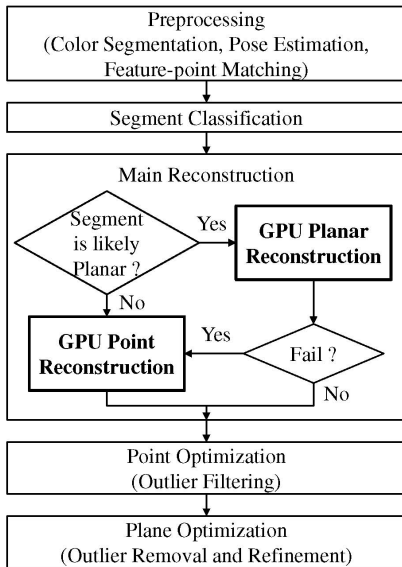 Preprocessing
(Color Segmentation, Pose Estimation,
Feature-point Matching)
Segment Classification
Main Reconstruction
Segment
is likely
Planar ?
Yes
GPU Planar
Reconstruction
No
GPU Point
Reconstruction
Yes
Fail ?
No
Point Optimization
(Outlier Filtering)
Plane Optimization
(Outlier Removal and Refinement)